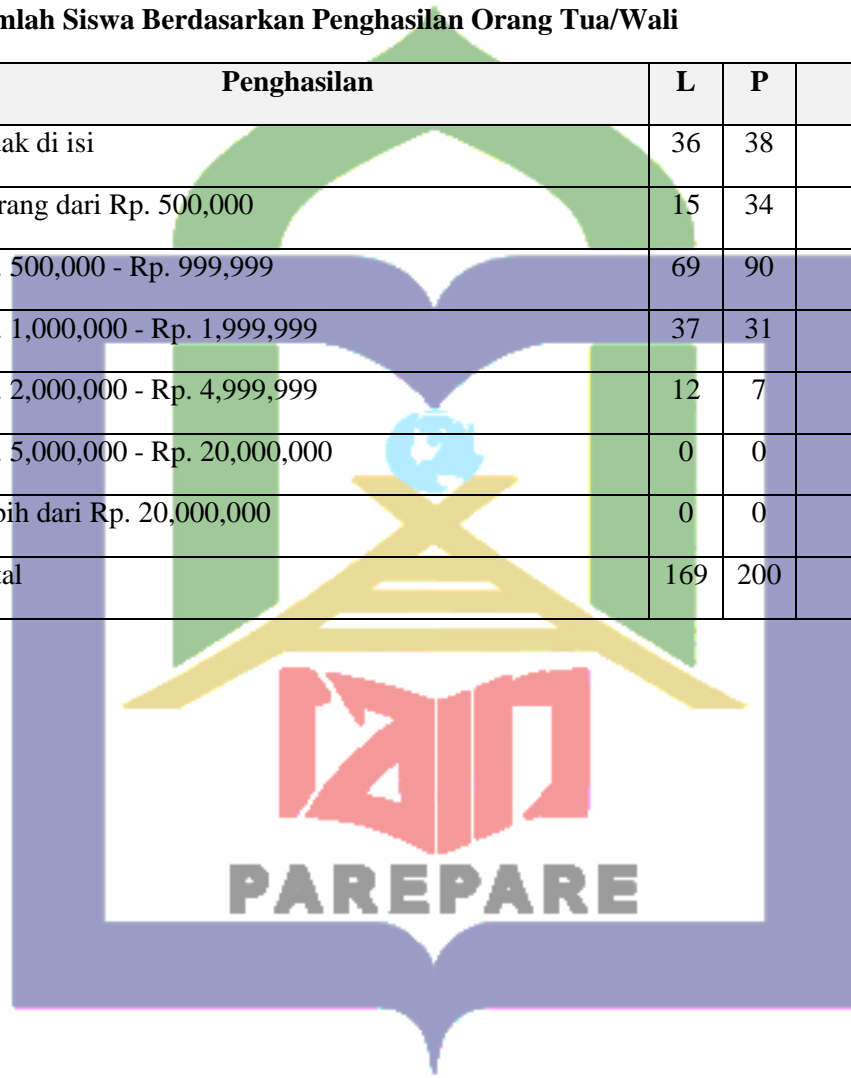 mlah Siswa Berdasarkan Penghasilan Orang Tua/Wali
Penghasilan L P
ak di isi 36 38
rang dari Rp. 500,000 15 34
. 500,000 - Rp. 999,999 69 90
. 1,000,000 - Rp. 1,999,999 37 31
. 2,000,000 - Rp. 4,999,999 12 7
. 5,000,000 - Rp. 20,000,000 0 0
bih dari Rp. 20,000,000 0 0
tal 169 200
iain
PAREPARE